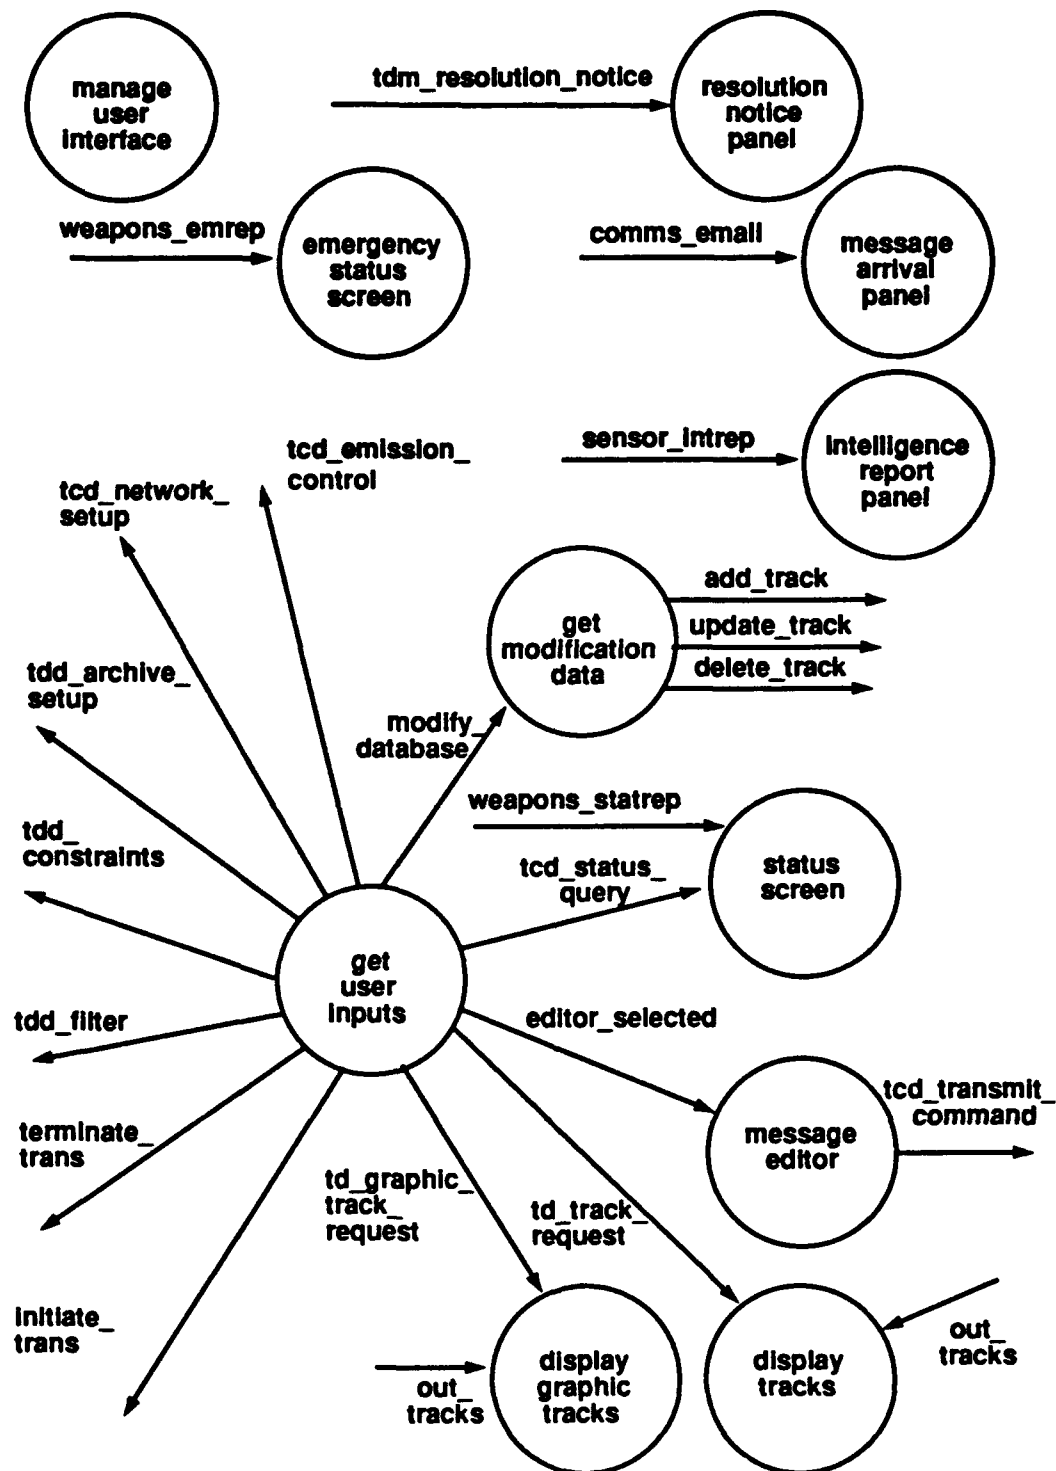 manage
user
interface
tdm_resolution_notice
resolution
notice
panel
weapons_emrep
emergency
status
screen
comms_email
message
arrival
panel
sensor_intrep
intelligence
report
panel
tcd_emission_
control
tcd_network_
setup
tdd_archive_
setup
tdd_
constraints
tdd_filter
terminate_
trans
initiate_
trans
get
user
inputs
modify_
database
get
modification
data
add_track
update_track
delete_track
weapons_statrep
tcd_status_
query
status
screen
editor_selected
message
editor
tcd_transmit_
command
td_graphic_
track_
request
td_track_
request
out_
tracks
display
graphic
tracks
display
tracks
out_
tracks